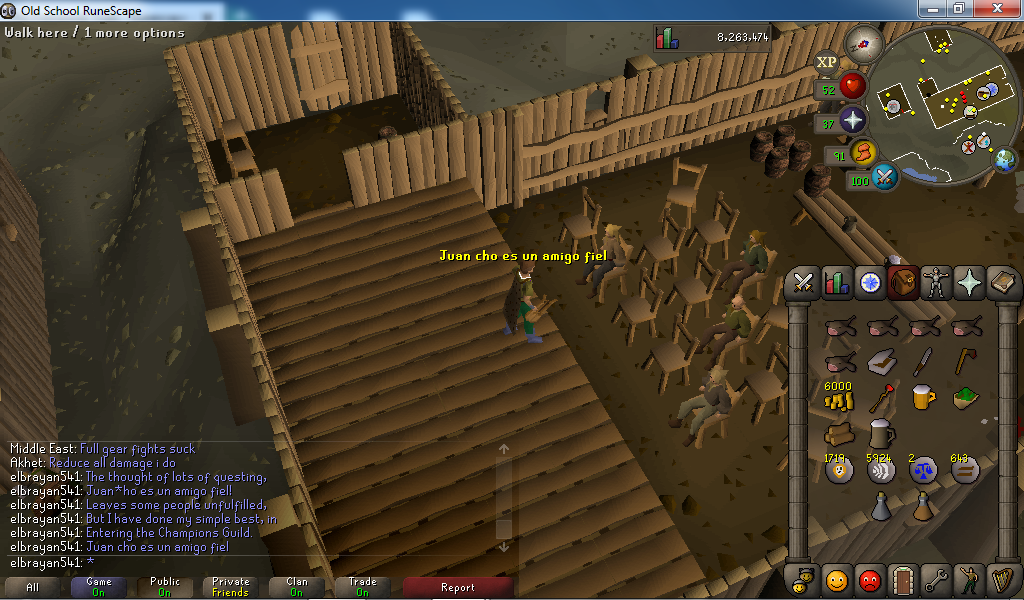 Old School RuneScape
Walk here / 1 more options
8,263,474
XP
52
37
91
100
Juan cho es un amigo fiel
6000
1719
5924
2
643
Middle East: Full gear fights suck
Akhet: Reduce all damage i do
elbrayan541: The thought of lots of questing,
elbrayan541: Juan*ho es un amigo fiel!
elbrayan541: Leaves some people unfulfilled,
elbrayan541: But I have done my simple best, in
elbrayan541: Entering the Champions Guild.
elbrayan541: Juan cho es un amigo fiel
elbrayan541: *
All
Game
On
Public
On
Private
Friends
Clan
On
Trade
On
Report